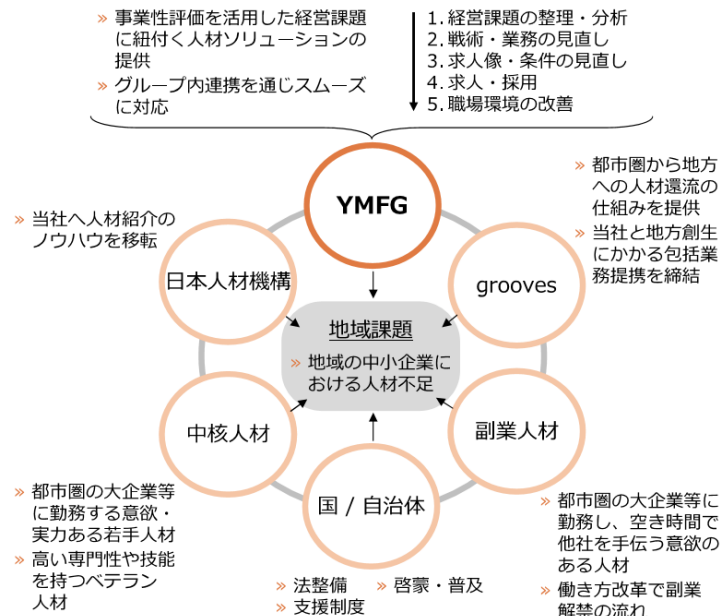 » 事業性評価を活用した経営課題
に紐付く人材ソリューションの
提供
» グループ内連携を通じスムーズ
に対応
1. 経営課題の整理・分析
2. 戦術・業務の見直し
3. 求人像・条件の見直し
4. 求人・採用
5. 職場環境の改善
YMFG
» 当社へ人材紹介の
ノウハウを移転
日本人材機構
» 都市圏から地方
への人材還流の
仕組みを提供
» 当社と地方創生
にかかる包括業
務提携を締結
grooves
地域課題
» 地域の中小企業に
おける人材不足
中核人材
副業人材
国 / 自治体
» 都市圏の大企業等
に勤務する意欲・
実力ある若手人材
» 高い専門性や技能
を持つベテラン
人材
» 法整備
» 啓蒙・普及
» 支援制度
» 都市圏の大企業等に
勤務し、空き時間で
他社を手伝う意欲の
ある人材
» 働き方改革で副業
解禁の流れ